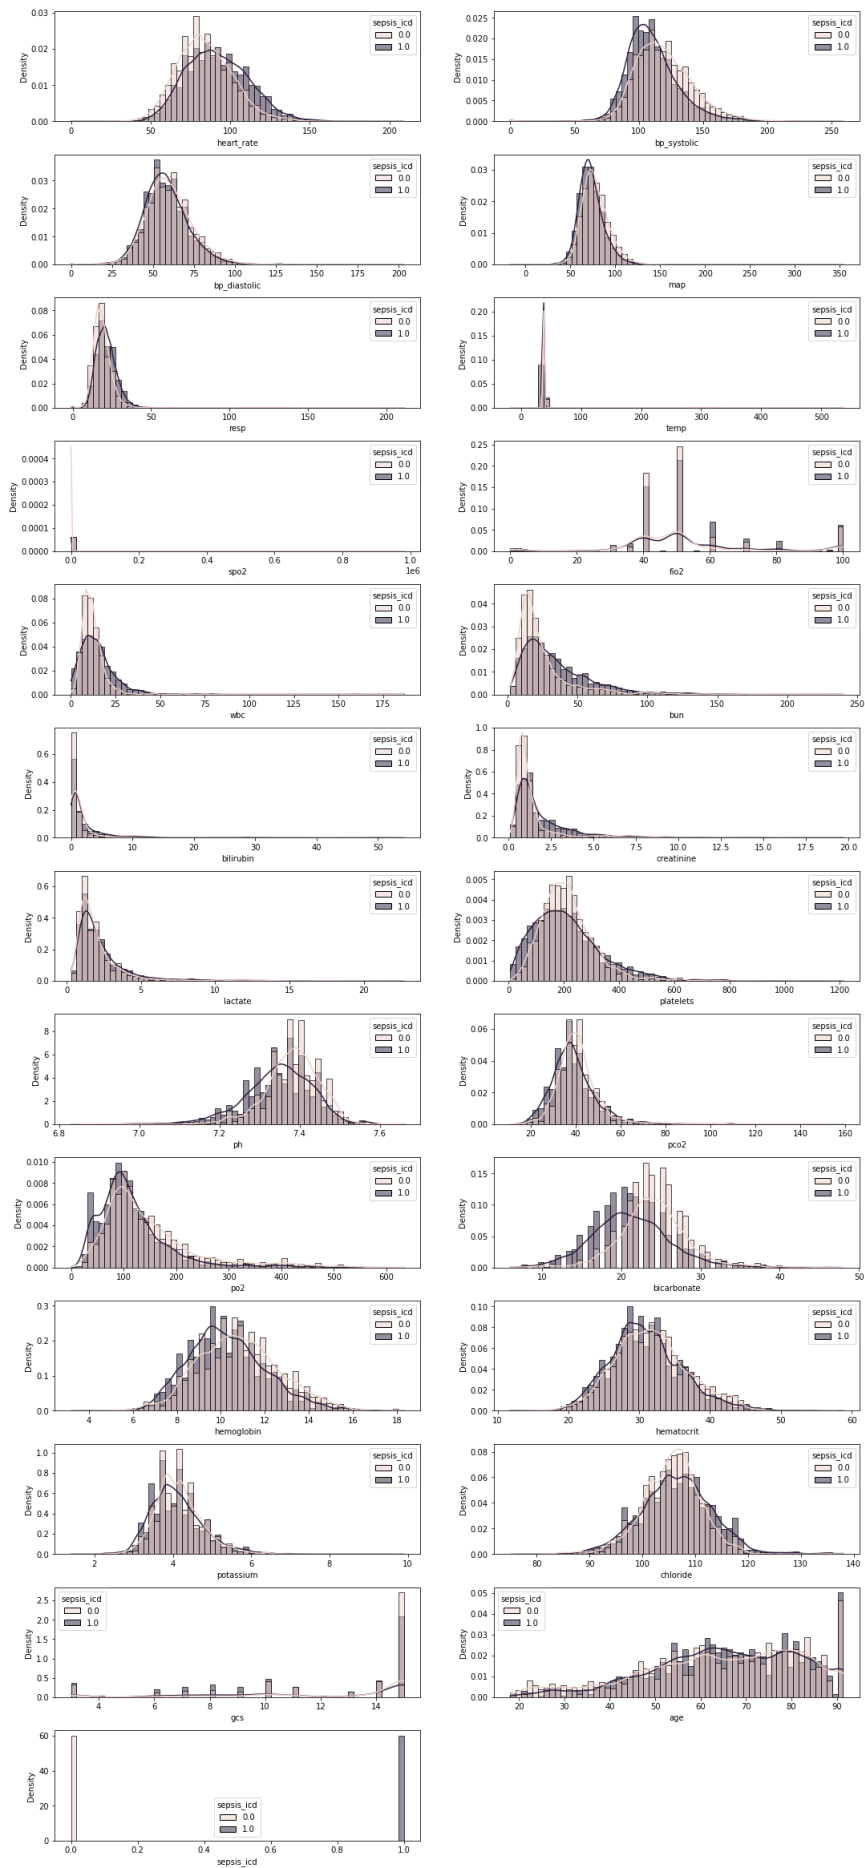 sepsis_icd
0.0
1.0
Density
0.03
0.02
0.01
0.00
0 50 100 150 200
heart_rate
sepsis_icd
0.0
1.0
Density
0.025
0.020
0.015
0.010
0.005
0.000
0 50 100 150 200 250
bp_systolic
sepsis_icd
0.0
1.0
Density
0.03
0.02
0.01
0.00
0 25 50 75 100 125 150 175 200
bp_diastolic
sepsis_icd
0.0
1.0
Density
0.03
0.02
0.01
0.00
0 50 100 150 200 250 300 350
map
sepsis_icd
0.0
1.0
Density
0.08
0.06
0.04
0.02
0.00
0 50 100 150 200
resp
sepsis_icd
0.0
1.0
Density
0.20
0.15
0.10
0.05
0.00
0 100 200 300 400 500
temp
sepsis_icd
0.0
1.0
Density
0.0004
0.0003
0.0002
0.0001
0.0000
0.0 0.2 0.4 0.6 0.8 1.0
1e6
spo2
sepsis_icd
0.0
1.0
Density
0.25
0.20
0.15
0.10
0.05
0.00
0 20 40 60 80 100
fio2
sepsis_icd
0.0
1.0
Density
0.08
0.06
0.04
0.02
0.00
0 25 50 75 100 125 150 175
wbc
sepsis_icd
0.0
1.0
Density
0.04
0.03
0.02
0.01
0.00
0 50 100 150 200 250
bun
sepsis_icd
0.0
1.0
Density
0.6
0.4
0.2
0.0
0 10 20 30 40 50
bilirubin
sepsis_icd
0.0
1.0
Density
1.0
0.8
0.6
0.4
0.2
0.0
0.0 2.5 5.0 7.5 10.0 12.5 15.0 17.5 20.0
creatinine
sepsis_icd
0.0
1.0
Density
0.6
0.4
0.2
0.0
0 5 10 15 20
lactate
sepsis_icd
0.0
1.0
Density
0.005
0.004
0.003
0.002
0.001
0.000
0 200 400 600 800 1000 1200
platelets
sepsis_icd
0.0
1.0
Density
8
6
4
2
0
6.8 7.0 7.2 7.4 7.6
ph
sepsis_icd
0.0
1.0
Density
0.06
0.04
0.02
0.00
20 40 60 80 100 120 140 160
pco2
sepsis_icd
0.0
1.0
Density
0.010
0.008
0.006
0.004
0.002
0.000
0 100 200 300 400 500 600
po2
sepsis_icd
0.0
1.0
Density
0.15
0.10
0.05
0.00
10 20 30 40 50
bicarbonate
sepsis_icd
0.0
1.0
Density
0.3
0.2
0.1
0.0
4 6 8 10 12 14 16 18
hemoglobin
sepsis_icd
0.0
1.0
Density
0.10
0.08
0.06
0.04
0.02
0.00
10 20 30 40 50 60
hematocrit
sepsis_icd
0.0
1.0
Density
1.0
0.8
0.6
0.4
0.2
0.0
2 4 6 8 10
potassium
sepsis_icd
0.0
1.0
Density
0.08
0.06
0.04
0.02
0.00
80 90 100 110 120 130 140
chloride
sepsis_icd
0.0
1.0
Density
2.5
2.0
1.5
1.0
0.5
0.0
4 6 8 10 12 14
gcs
sepsis_icd
0.0
1.0
Density
0.05
0.04
0.03
0.02
0.01
0.00
20 30 40 50 60 70 80 90
age
Density
60
40
20
0
sepsis_icd
0.0
1.0
0.0 0.2 0.4 0.6 0.8 1.0
sepsis_icd